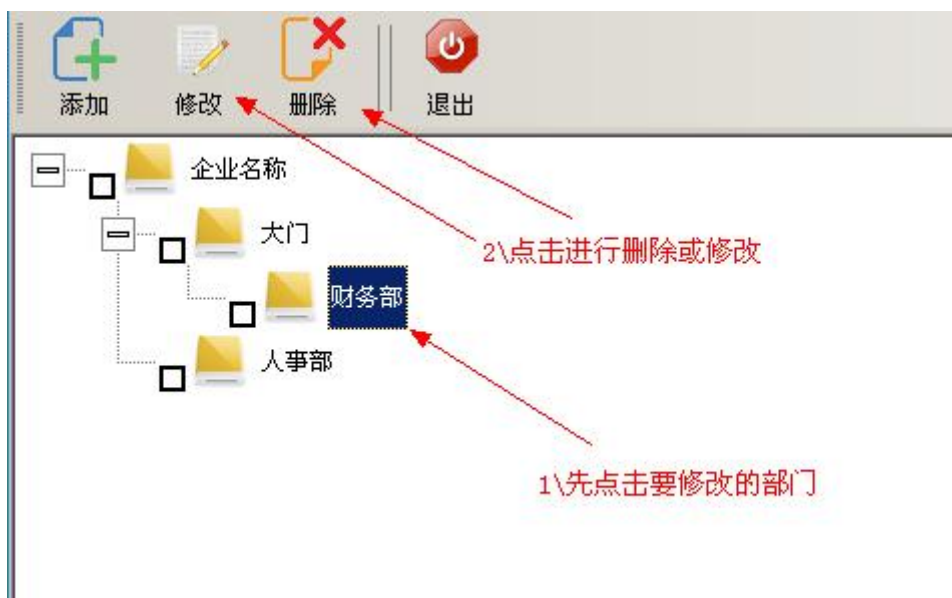 添加 修改 删除 退出
企业名称
大门
2\点击进行删除或修改
财务部
人事部
1\先点击要修改的部门